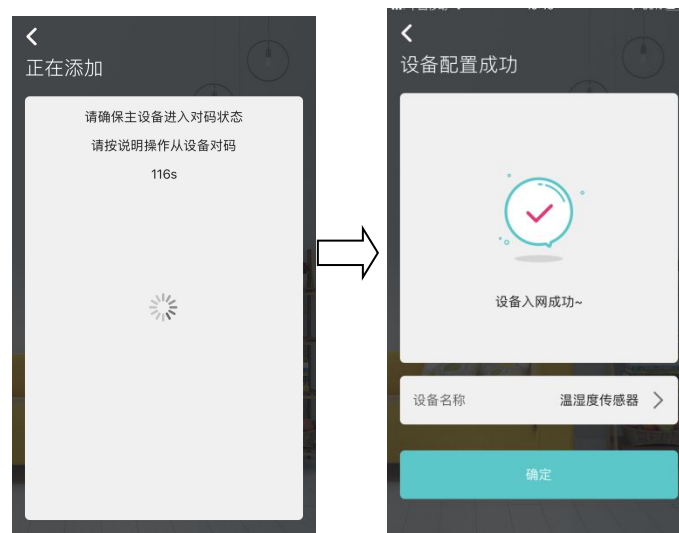 正在添加
请确保主设备进入对码状态
请按说明操作从设备对码
116s
设备配置成功
设备入网成功~
设备名称
温湿度传感器
确定